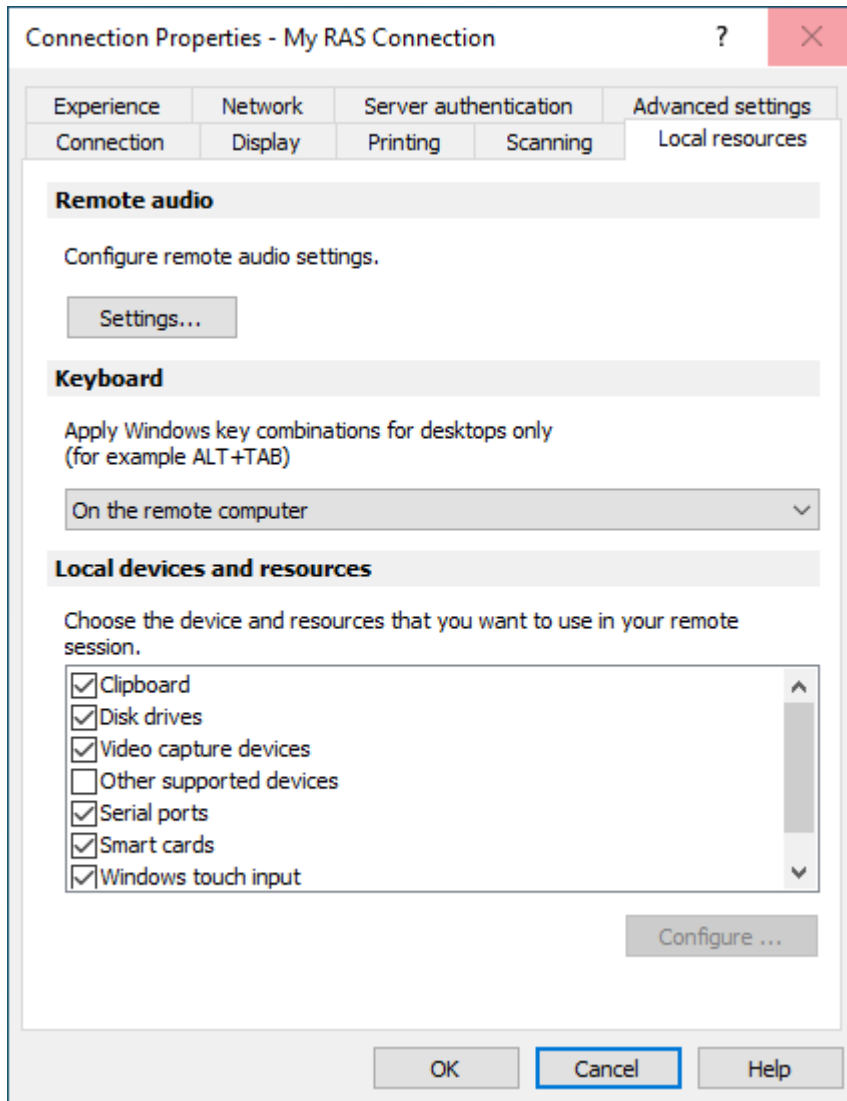 Connection Properties - My RAS Connection
?
Experience Network Server authentication Advanced settings
Connection Display Printing Scanning Local resources
Remote audio
Configure remote audio settings.
Settings...
Keyboard
Apply Windows key combinations for desktops only
(for example ALT+TAB)
On the remote computer
Local devices and resources
Choose the device and resources that you want to use in your remote
session.
Clipboard
Disk drives
Video capture devices
Other supported devices
Serial ports
Smart cards
Windows touch input
Configure ...
OK Cancel Help